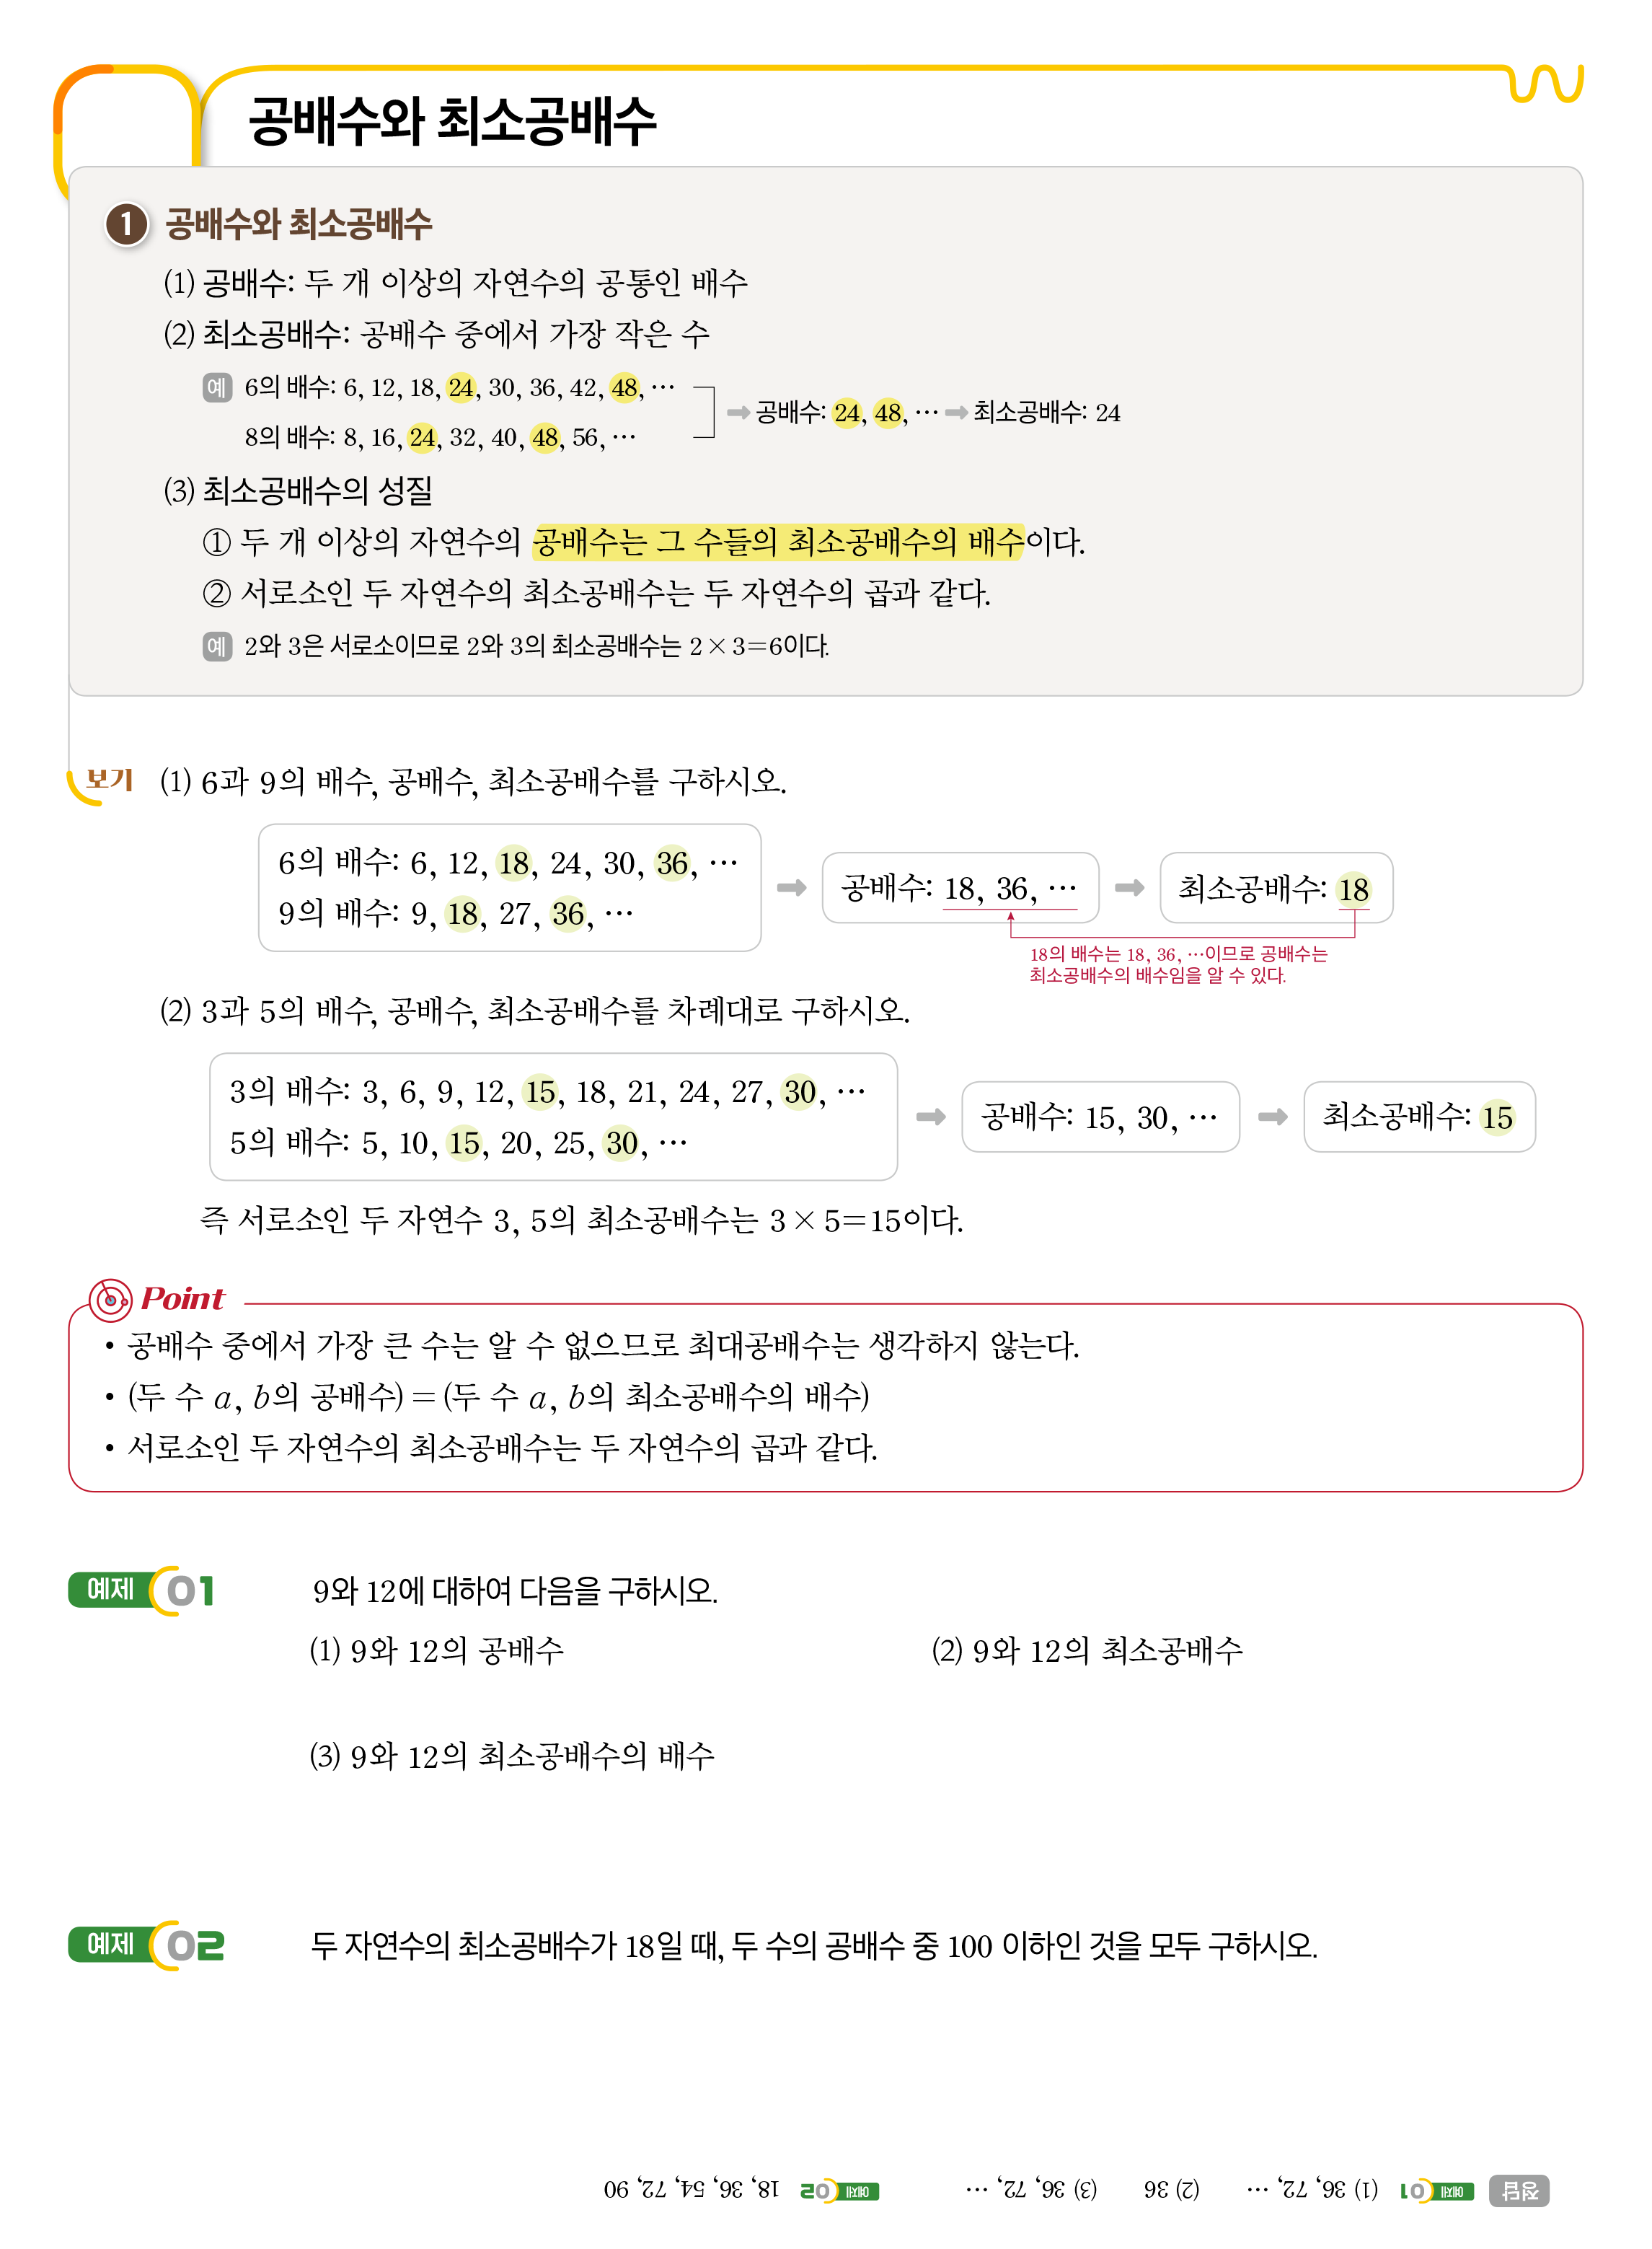 공배수와 최소공배수
1 공배수와 최소공배수
(1) 공배수: 두 개 이상의 자연수의 공통인 배수
(2) 최소공배수: 공배수 중에서 가장 작은 수
예 6의 배수: 6, 12, 18, 24, 30, 36, 42, 48, …
8의 배수: 8, 16, 24, 32, 40, 48, 56, …
➡ 공배수: 24, 48, … ➡ 최소공배수: 24
(3) 최소공배수의 성질
① 두 개 이상의 자연수의 공배수는 그 수들의 최소공배수의 배수이다.
② 서로소인 두 자연수의 최소공배수는 두 자연수의 곱과 같다.
예 2와 3은 서로소이므로 2와 3의 최소공배수는 2×3=6이다.
보기 (1) 6과 9의 배수, 공배수, 최소공배수를 구하시오.
6의 배수: 6, 12, 18, 24, 30, 36, …
9의 배수: 9, 18, 27, 36, …
➡ 공배수: 18, 36, … ➡ 최소공배수: 18
18의 배수는 18, 36, …이므로 공배수는
최소공배수의 배수임을 알 수 있다.
(2) 3과 5의 배수, 공배수, 최소공배수를 차례대로 구하시오.
3의 배수: 3, 6, 9, 12, 15, 18, 21, 24, 27, 30, …
5의 배수: 5, 10, 15, 20, 25, 30, …
➡ 공배수: 15, 30, … ➡ 최소공배수: 15
즉 서로소인 두 자연수 3, 5의 최소공배수는 3×5=15이다.
Point
• 공배수 중에서 가장 큰 수는 알 수 없으므로 최대공배수는 생각하지 않는다.
• (두 수 a, b의 공배수)=(두 수 a, b의 최소공배수의 배수)
• 서로소인 두 자연수의 최소공배수는 두 자연수의 곱과 같다.
예제 01 9와 12에 대하여 다음을 구하시오.
(1) 9와 12의 공배수 (2) 9와 12의 최소공배수
(3) 9와 12의 최소공배수의 배수
예제 02 두 자연수의 최소공배수가 18일 때, 두 수의 공배수 중 100 이하인 것을 모두 구하시오.
정답 예제 01 (1) 36, 72, … (2) 36 (3) 36, 72, … 예제 02 18, 36, 54, 72, 90